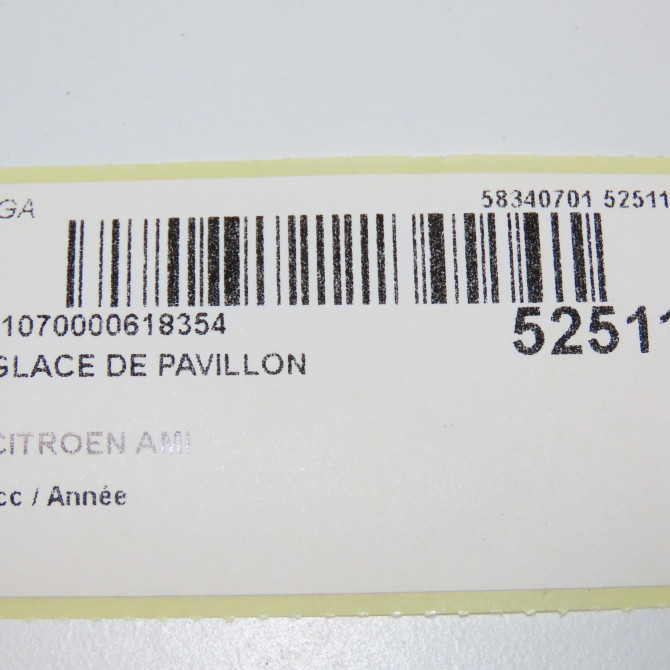 GA
58340701 52511
1070000618354
52511
GLACE DE PAVILLON
CITROEN AMI
cc / Année